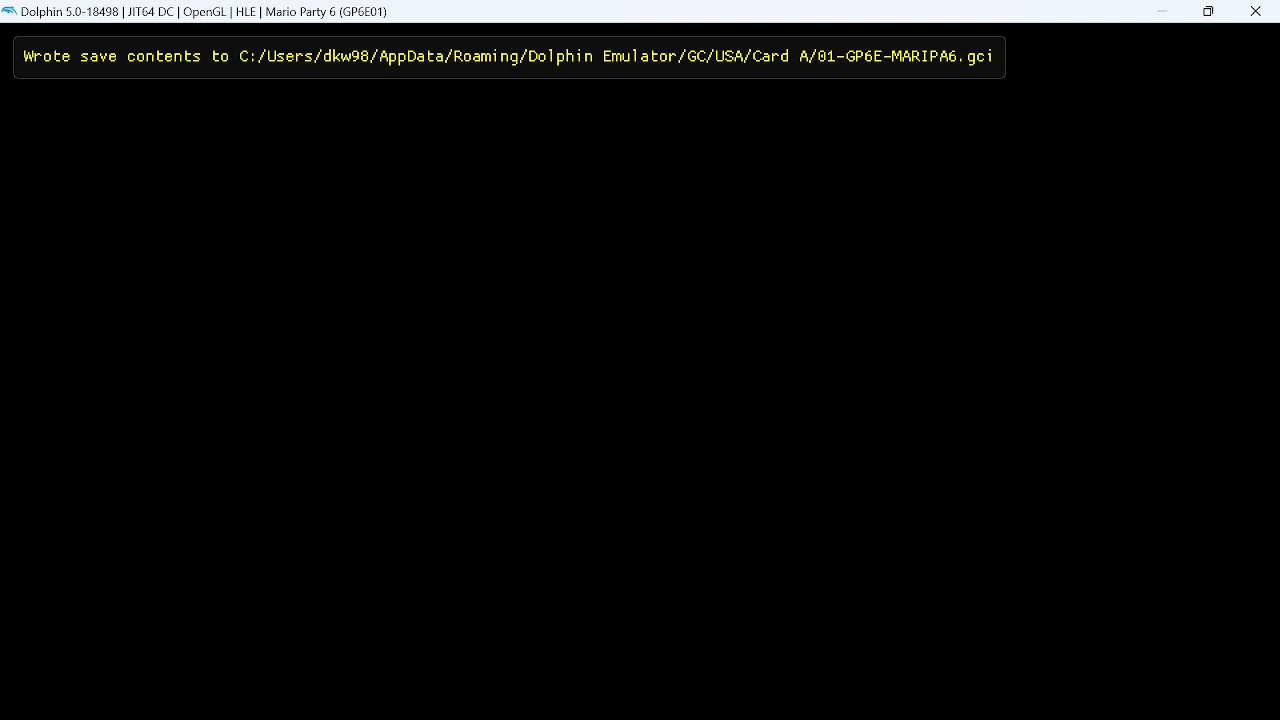 Dolphin 5.0-18498 | JIT64 DC | OpenGL | HLE | Mario Party 6 (GP6E01)
Wrote save contents to C:/Users/dkw98/AppData/Roaming/Dolphin Emulator/GC/USA/Card A/01-GP6E-MARIPA6.gci